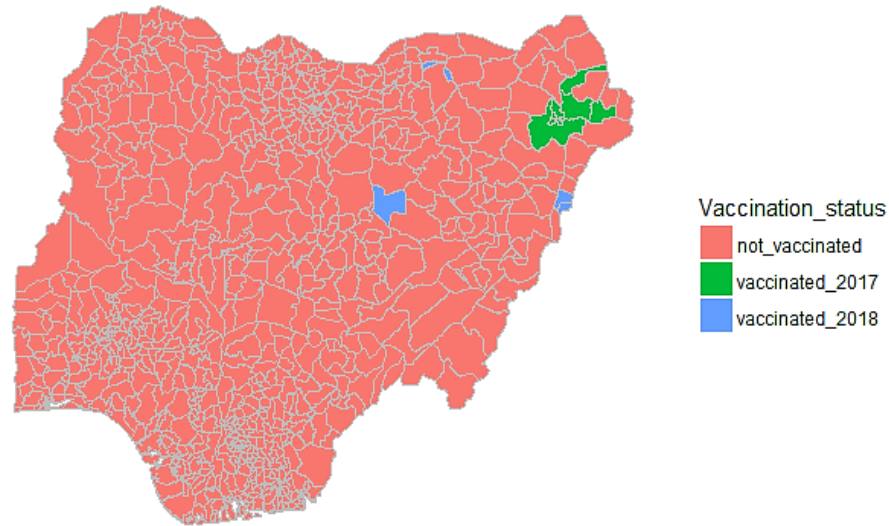 Vaccination_status
not_vaccinated
vaccinated_2017
vaccinated_2018